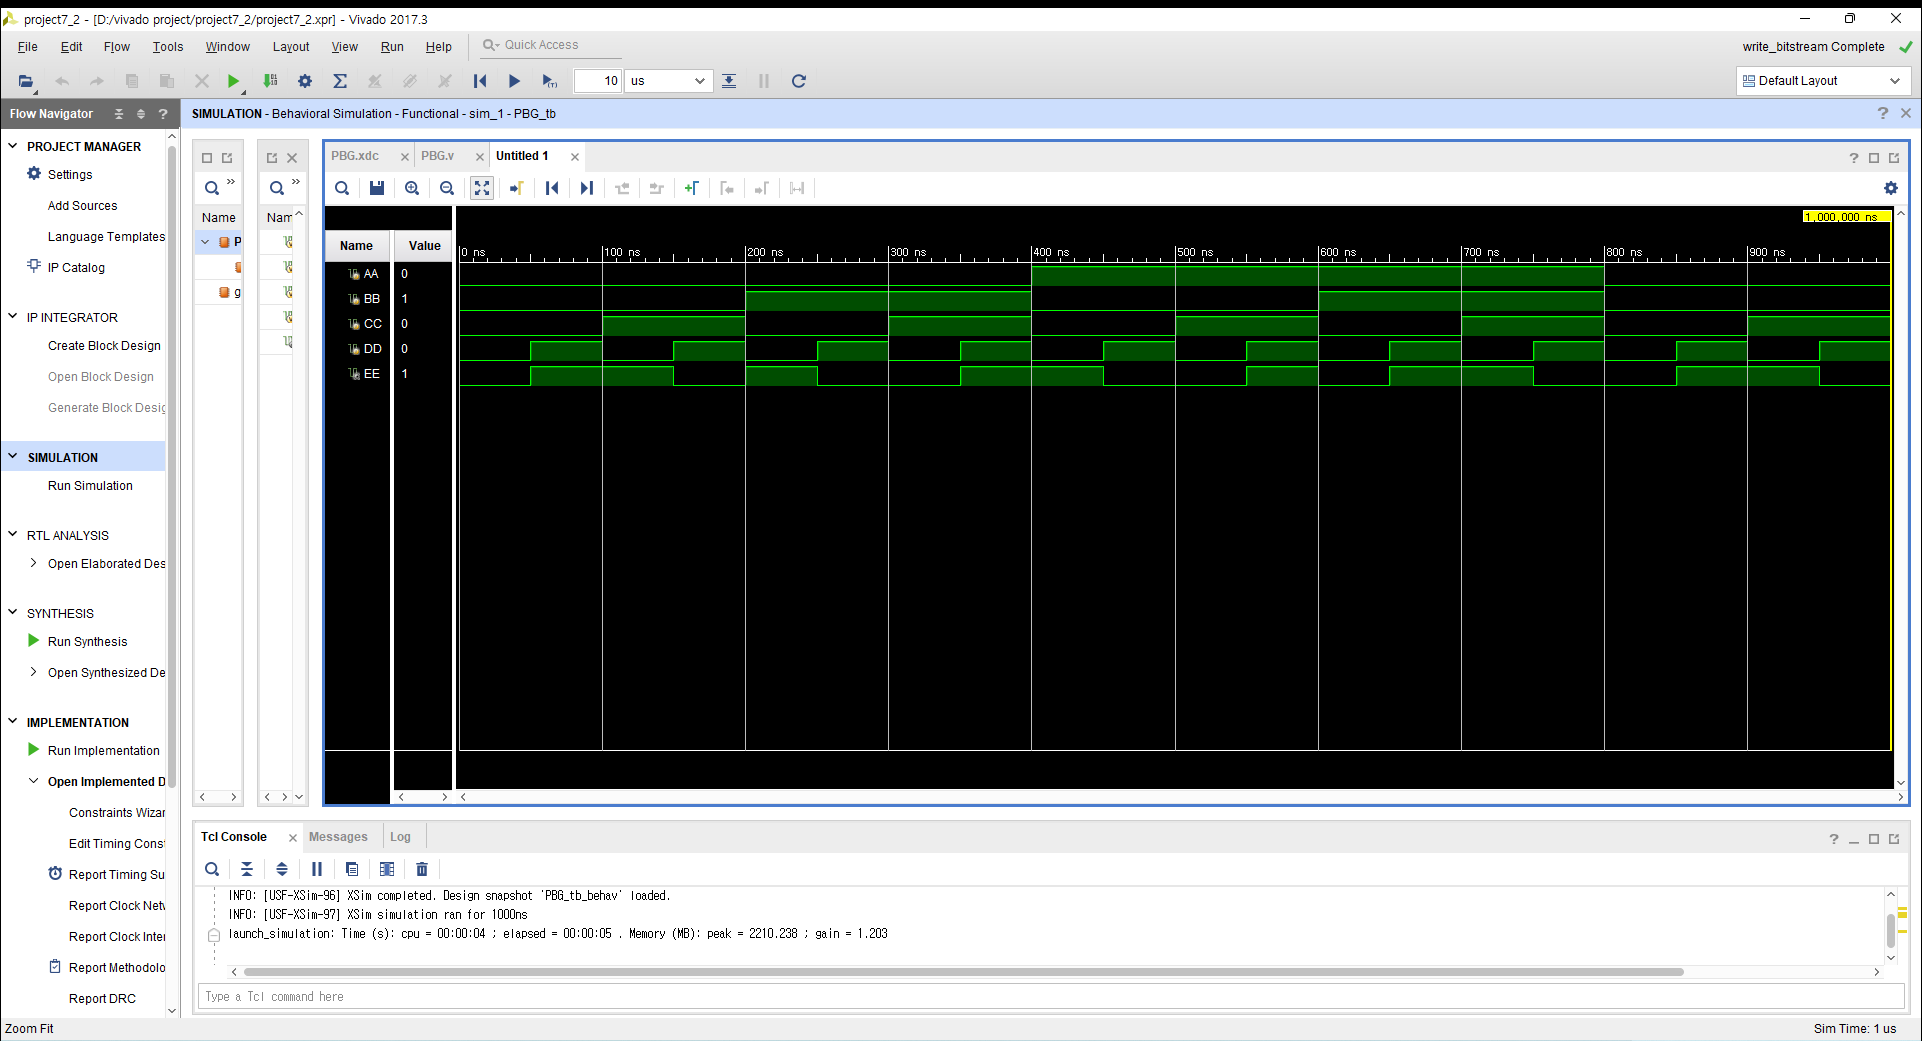 project7_2 - [D:/vivado project/project7_2/project7_2.xpr] - Vivado 2017.3
File Edit Flow Tools Window Layout View Run Help Quick Access
write_bitstream Complete
10 us
Default Layout
Flow Navigator
SIMULATION - Behavioral Simulation - Functional - sim_1 - PBG_tb
PROJECT MANAGER
Settings
Add Sources
Language Templates
IP Catalog
IP INTEGRATOR
Create Block Design
Open Block Design
Generate Block Desig
SIMULATION
Run Simulation
RTL ANALYSIS
Open Elaborated Des
SYNTHESIS
Run Synthesis
Open Synthesized De
IMPLEMENTATION
Run Implementation
Open Implemented D
Constraints Wizar
Edit Timing Const
Report Timing Su
Report Clock Netw
Report Clock Inter
Report Methodolo
Report DRC
Name
P
g
Nam
PBG.xdc PBG.v Untitled 1
1,000,000 ns
Name Value
0 ns 100 ns 200 ns 300 ns 400 ns 500 ns 600 ns 700 ns 800 ns 900 ns
AA 0
BB 1
CC 0
DD 0
EE 1
Tcl Console Messages Log
INFO: [USF-XSim-96] XSim completed. Design snapshot 'PBG_tb_behav' loaded.
INFO: [USF-XSim-97] XSim simulation ran for 1000ns
launch_simulation: Time (s): cpu = 00:00:04 ; elapsed = 00:00:05 . Memory (MB): peak = 2210.238 ; gain = 1.203
Type a Tcl command here
Zoom Fit
Sim Time: 1 us